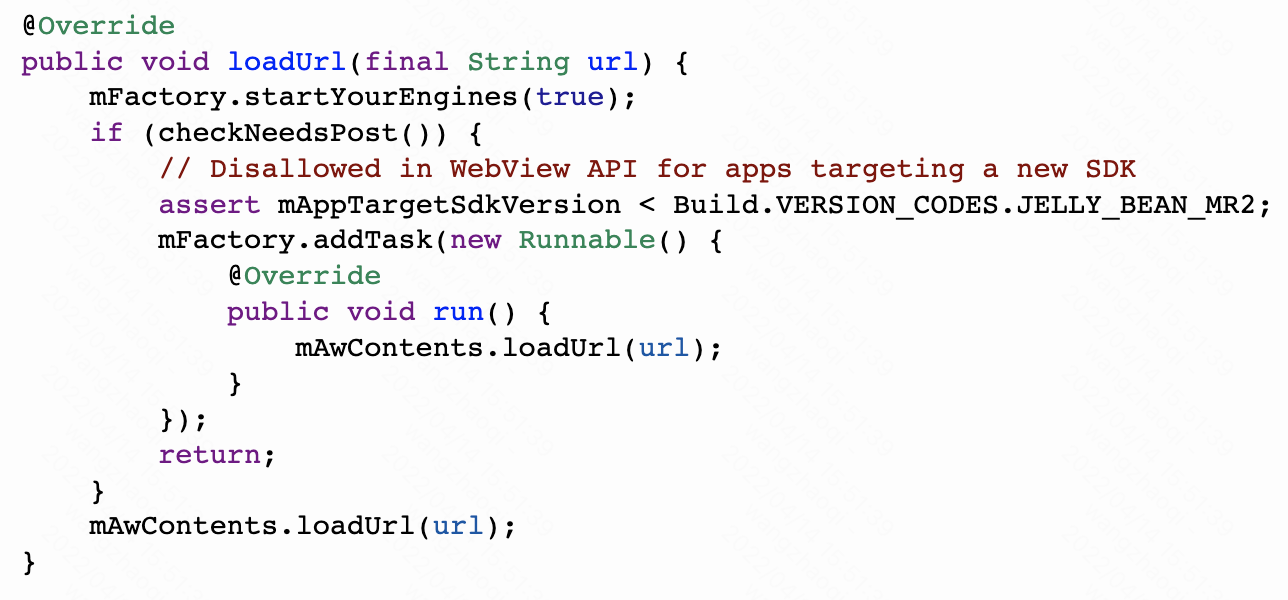 @Override
public void loadUrl(final String url) {
    mFactory.startYourEngines(true);
    if (checkNeedsPost()) {
        // Disallowed in WebView API for apps targeting a new SDK
        assert mAppTargetSdkVersion < Build.VERSION_CODES.JELLY_BEAN_MR2;
        mFactory.addTask(new Runnable() {
            @Override
            public void run() {
                mAwContents.loadUrl(url);
            }
        });
        return;
    }
    mAwContents.loadUrl(url);
}